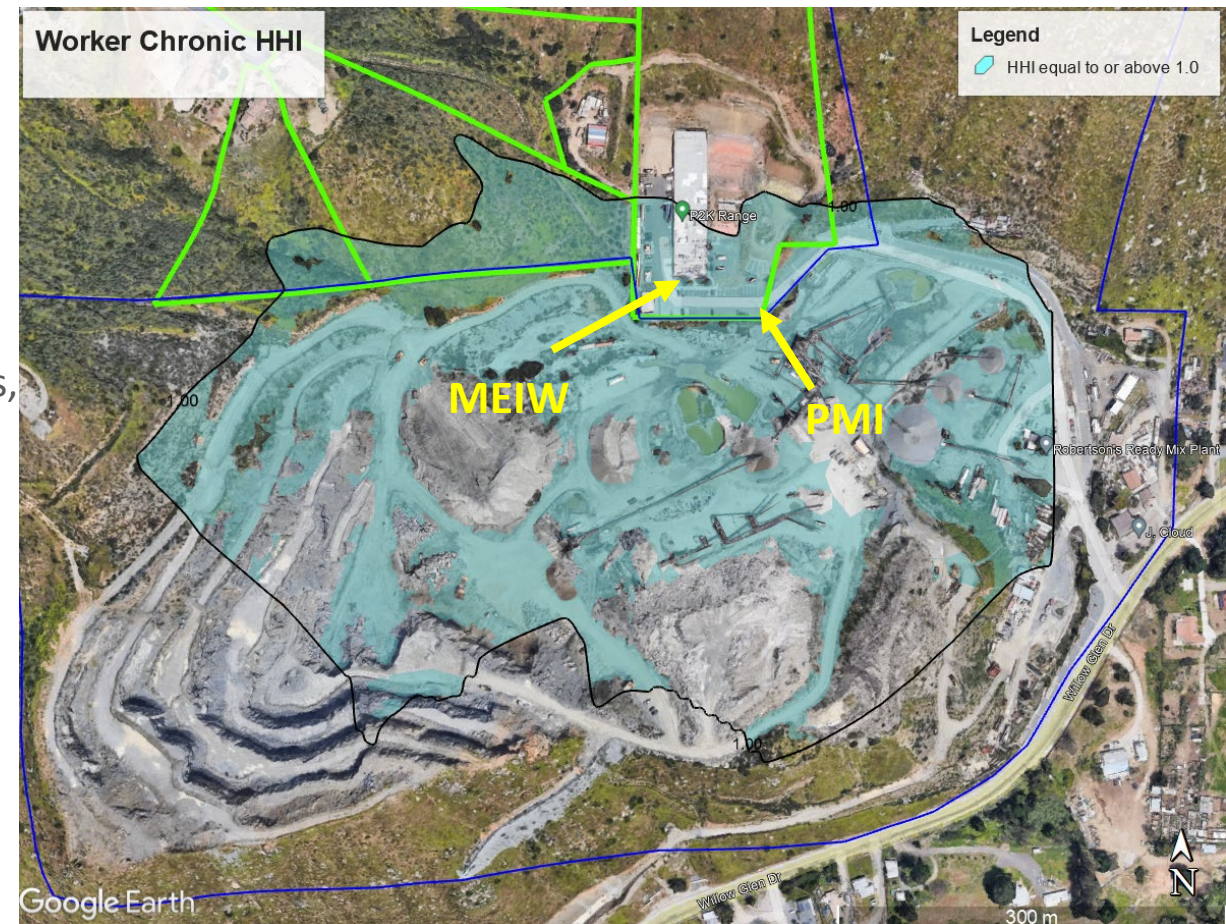 Worker Chronic HHI
Legend
HHI equal to or above 1.0
P2K Range
1.00
s,
1.00
MEIW
PMI
Robertson's Ready Mix Plant
J. Cloud
Willow Glen Dr
1.00
Willow Glen Dr
N
Google Earth
300 m